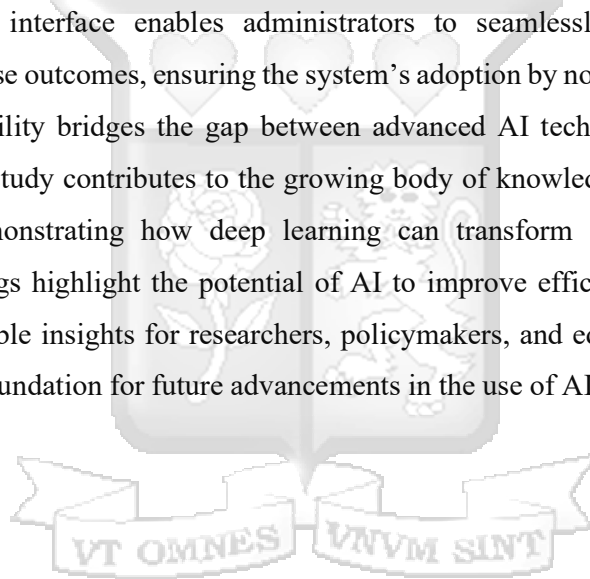 interface enables administrators to seamlessl
se outcomes, ensuring the system’s adoption by no
ility bridges the gap between advanced AI tech
study contributes to the growing body of knowled
onstrating how deep learning can transform
gs highlight the potential of AI to improve effic
ble insights for researchers, policymakers, and e
undation for future advancements in the use of AI
VT OMNES VNVM SINT